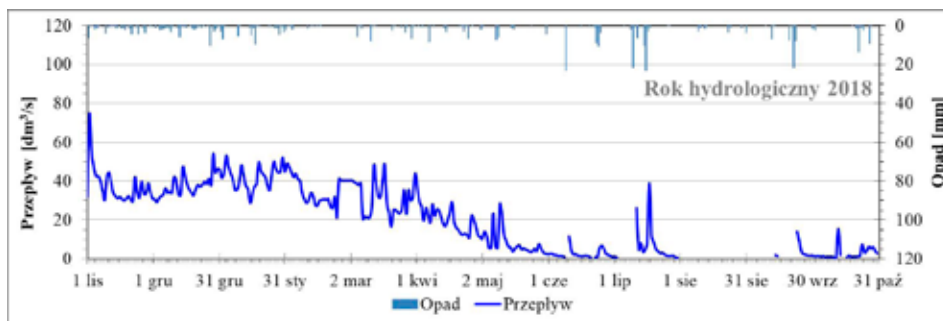 120 0
100 20
80 40
60 60
40 80
20 100
0 120
Przepływ [dm³/s]
Opad [mm]
Rok hydrologiczny 2018
1 lis 1 gru 31 gru 31 sty 2 mar 1 kwi 2 maj 1 cze 1 lip 1 sie 31 sie 30 wrz 31 paź
Opad Przepływ